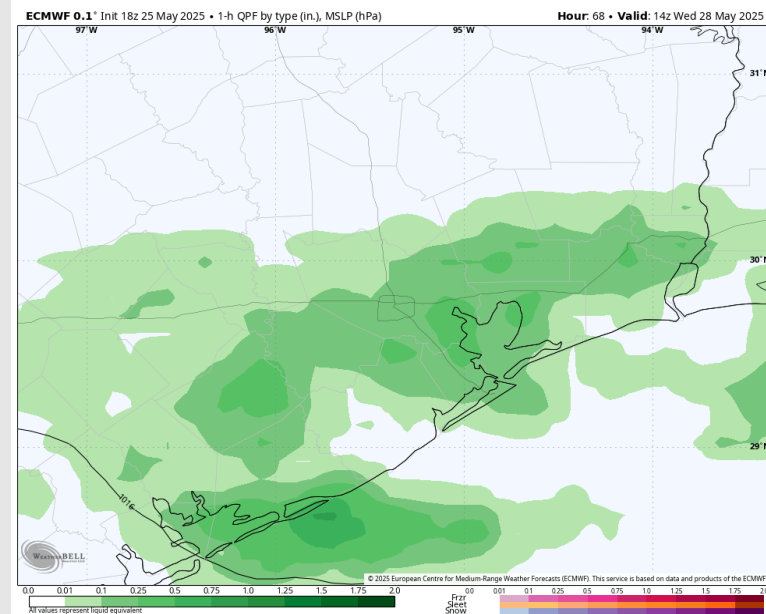 ECMWF 0.1° Init 18z 25 May 2025 • 1-h QPF by type (in.), MSLP (hPa)
Hour: 68 • Valid: 14z Wed 28 May 2025
97°W 96°W 95°W 94°W
31°N
30°N
29°N
1016
WEATHERBELL
© 2025 European Centre for Medium-Range Weather Forecasts (ECMWF). This service is based on data and products of the ECMWF
0.0 0.01 0.1 0.25 0.5 0.75 1.0 1.25 1.5 1.75 2.0
All values represent liquid equivalent
0.0 .001 0.1 0.25 0.5 0.75 1.0 1.25 1.5 1.75 2.0
Frzr
Sleet
Snow